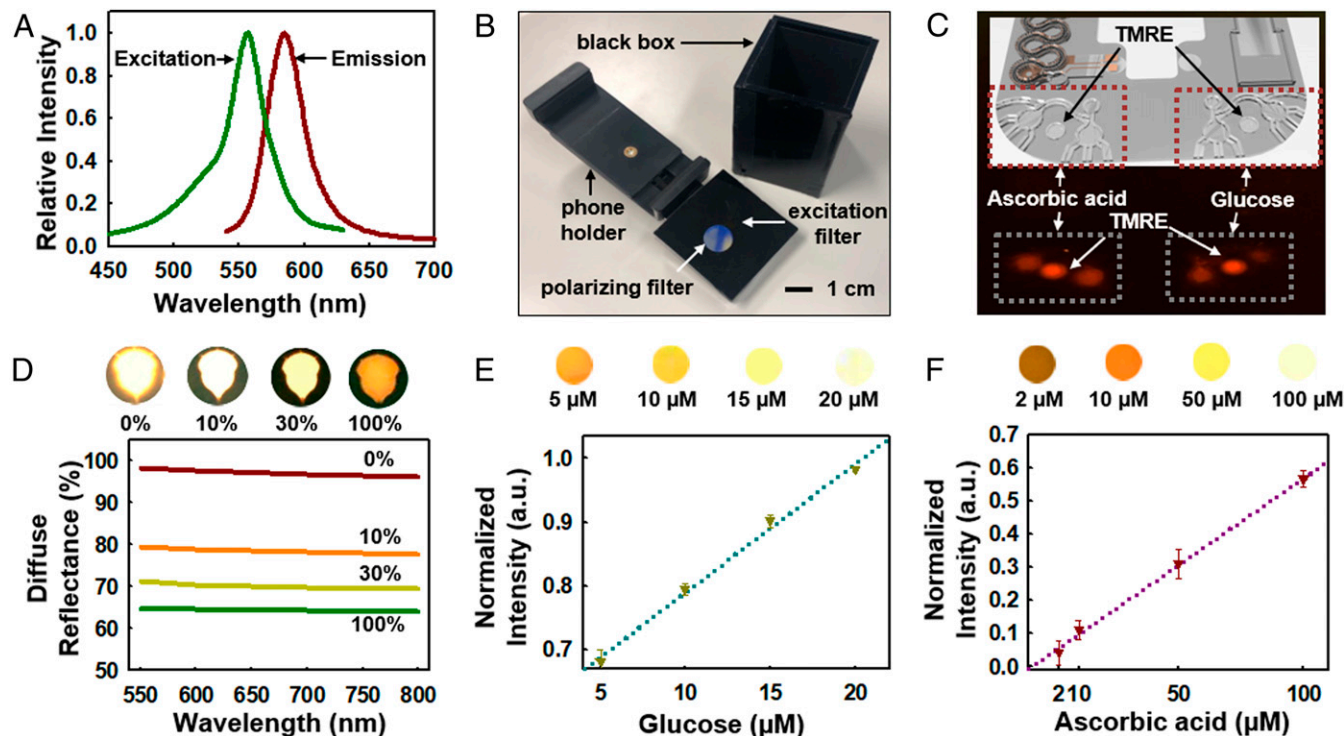 A
Relative Intensity
1.0
0.8
0.6
0.4
0.2
0.0
Excitation
Emission
450 500 550 600 650 700
Wavelength (nm)
B
black box
phone
holder
excitation
filter
polarizing filter
1 cm
C
TMRE
Ascorbic acid
Glucose
TMRE
D
0% 10% 30% 100%
Diffuse
Reflectance (%)
100
90
80
70
60
50
0%
10%
30%
100%
550 600 650 700 750 800
Wavelength (nm)
E
5 µM 10 µM 15 µM 20 µM
Normalized
Intensity (a.u.)
1.0
0.9
0.8
0.7
5 10 15 20
Glucose (µM)
F
2 µM 10 µM 50 µM 100 µM
Normalized
Intensity (a.u.)
0.7
0.6
0.5
0.4
0.3
0.2
0.1
0.0
210 50 100
Ascorbic acid (µM)